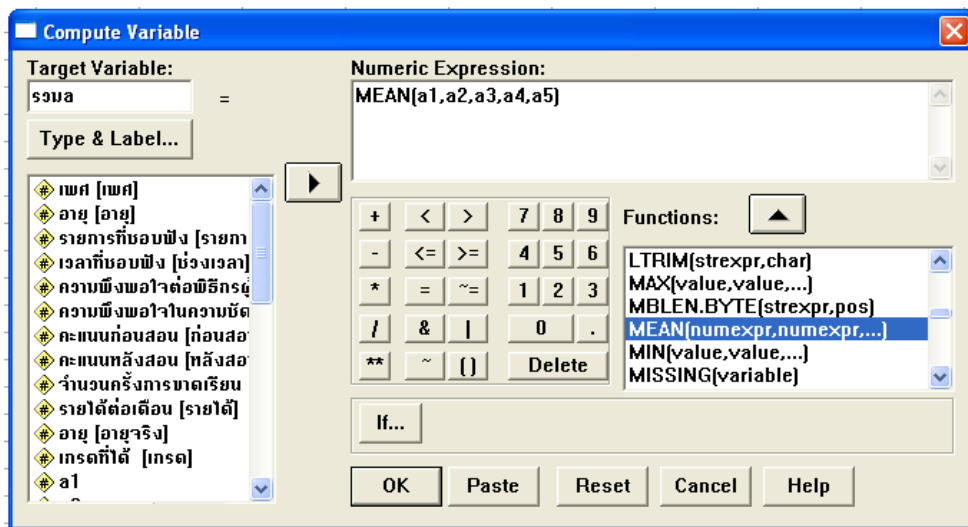 Compute Variable
Target Variable:
รวมa
=
Type & Label...
Numeric Expression:
MEAN(a1,a2,a3,a4,a5)
เพศ [เพศ]
อายุ [อายุ]
รายการที่ชอบฟัง [รายกา
เวลาที่ชอบฟัง [ช่วงเวลา]
ความพึงพอใจต่อพิธีกรผู้
ความพึงพอใจในความชัด
คะแนนก่อนสอน [ก่อนสอ
คะแนนหลังสอน [หลังสอ
จำนวนครั้งการขาดเรียน
รายได้ต่อเดือน [รายได้]
อายุ [อายุจริง]
เกรดที่ได้ [เกรด]
a1
+ < > 7 8 9
- <= >= 4 5 6
* = ~= 1 2 3
/ & | 0 .
** ~ () Delete
Functions:
LTRIM(strexpr,char)
MAX(value,value,...)
MBLEN.BYTE(strexpr,pos)
MEAN(numexpr,numexpr,...)
MIN(value,value,...)
MISSING(variable)
If...
OK Paste Reset Cancel Help